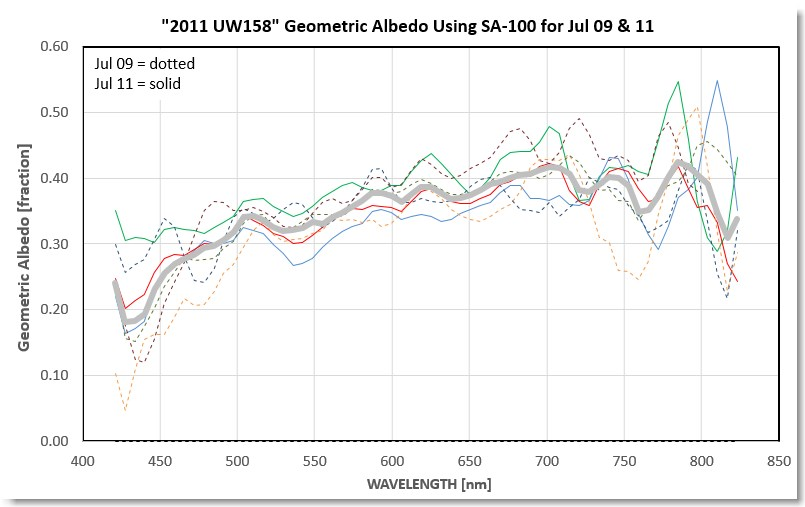 "2011 UW158" Geometric Albedo Using SA-100 for Jul 09 & 11
Jul 09 = dotted
Jul 11 = solid
Geometric Albedo [fraction]
0.60
0.50
0.40
0.30
0.20
0.10
0.00
400 450 500 550 600 650 700 750 800 850
WAVELENGTH [nm]